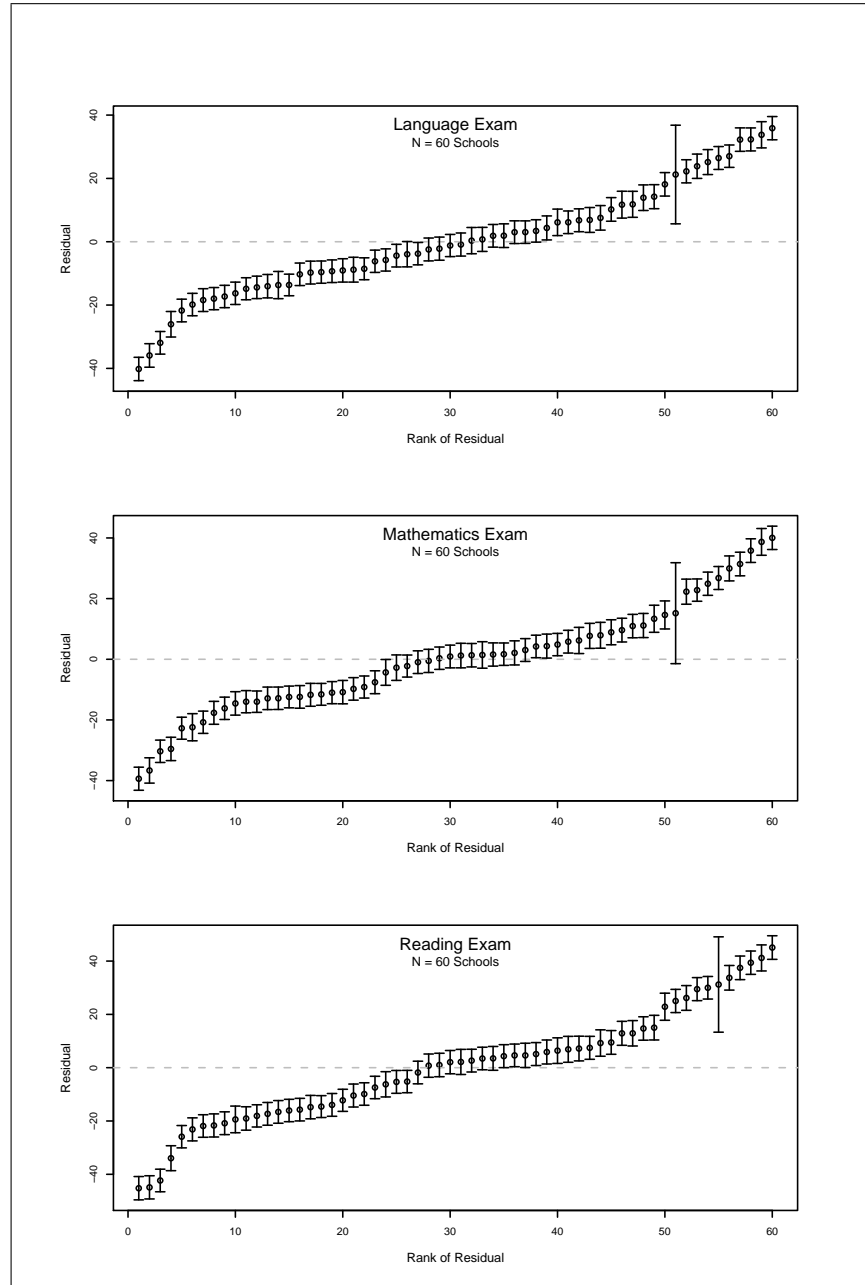 Language Exam
N = 60 Schools
40
20
0
−20
−40
Residual
0 10 20 30 40 50 60
Rank of Residual
Mathematics Exam
N = 60 Schools
40
20
0
−20
−40
Residual
0 10 20 30 40 50 60
Rank of Residual
Reading Exam
N = 60 Schools
40
20
0
−20
−40
Residual
0 10 20 30 40 50 60
Rank of Residual